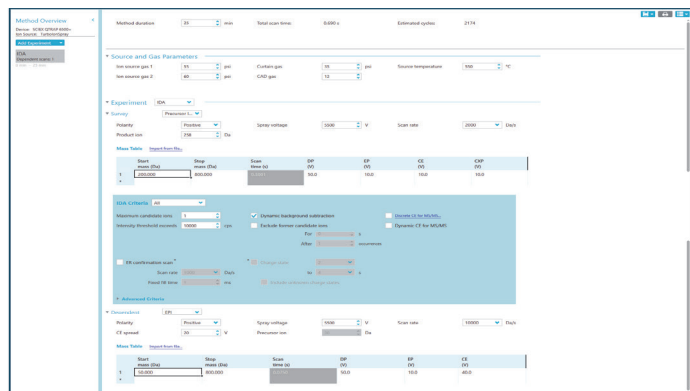 Method Overview
Device: SCIEX QTRAP 6500+
Ion Source: TurboIonSpray
Add Experiment
IDA
Dependent scans: 1
Method duration 35 min Total scan time: 0.690 s Estimated cycles: 2174
Source and Gas Parameters
Ion source gas 1 55 psi Curtain gas 35 psi Source temperature 550 °C
Ion source gas 2 60 psi CAD gas 12
Experiment IDA
Survey Precursor I...
Polarity Positive Spray voltage 5500 V Scan rate 2000 Da/s
Product ion 258 Da
Mass Table Import from file...
Start mass (Da) Stop mass (Da) Scan time (s) DP (V) EP (V) CE (V) CXP (V)
1 200.000 800.000 50.0 10.0 10.0
IDA Criteria All
Maximum candidate ions Dynamic background subtraction
Intensity threshold exceeds 10000 cps Exclude former candidate ions Dynamic CE for MS/MS
For s
After occurrences
ER confirmation scan
Scan rate Da/s to
Fixed fill time ms
Advanced Criteria
Dependent EPI
Polarity Positive Spray voltage 5500 V Scan rate 10000 Da/s
CE spread 20 V Precursor ion Da
Mass Table Import from file...
Start mass (Da) Stop mass (Da) Scan time (s) DP (V) EP (V) CE (V)
1 50.000 800.000 50.0 10.0 40.0